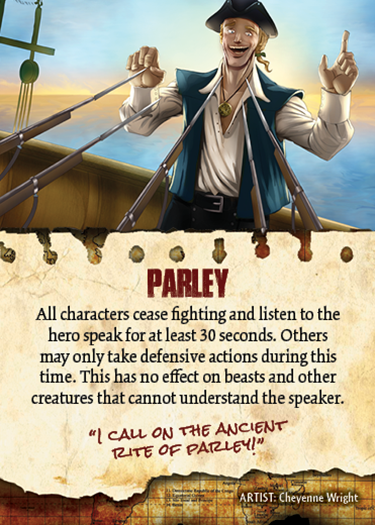 PARLEY
All characters cease fighting and listen to the
hero speak for at least 30 seconds. Others
may only take defensive actions during this
time. This has no effect on beasts and other
creatures that cannot understand the speaker.
"I CALL ON THE ANCIENT
RITE OF PARLEY!"
ARTIST: Cheyenne Wright